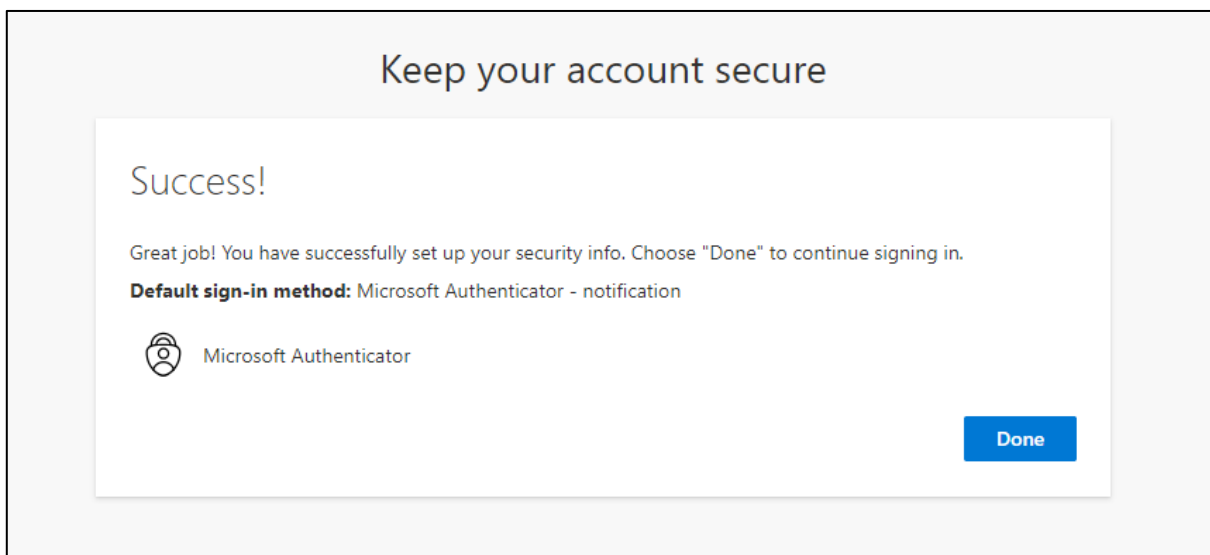 Keep your account secure
Success!
Great job! You have successfully set up your security info. Choose "Done" to continue signing in.
Default sign-in method: Microsoft Authenticator - notification
Microsoft Authenticator
Done